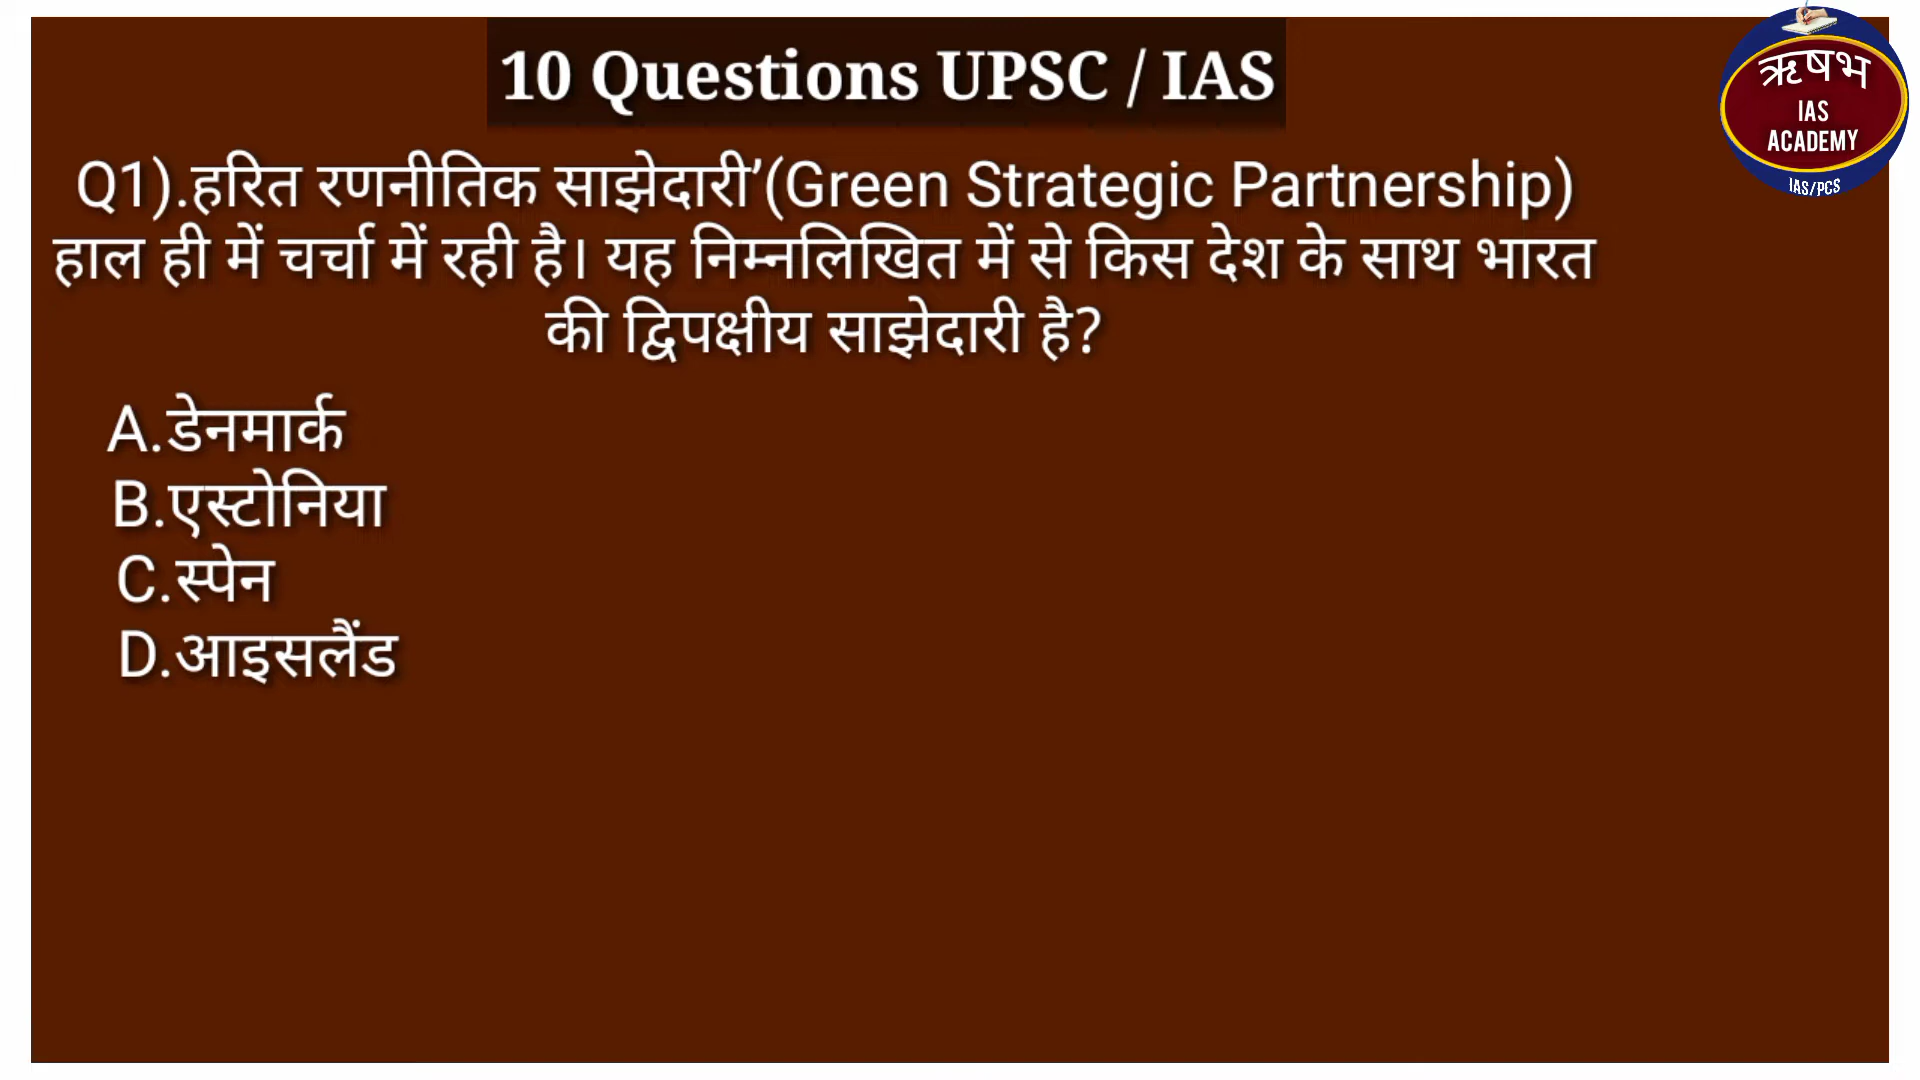 10 Questions UPSC / IAS
ऋषभ
IAS
ACADEMY
IAS/PCS
Q1).हरित रणनीतिक साझेदारी’(Green Strategic Partnership)
हाल ही में चर्चा में रही है। यह निम्नलिखित में से किस देश के साथ भारत
की द्विपक्षीय साझेदारी है?
A.डेनमार्क
B.एस्टोनिया
C.स्पेन
D.आइसलैंड